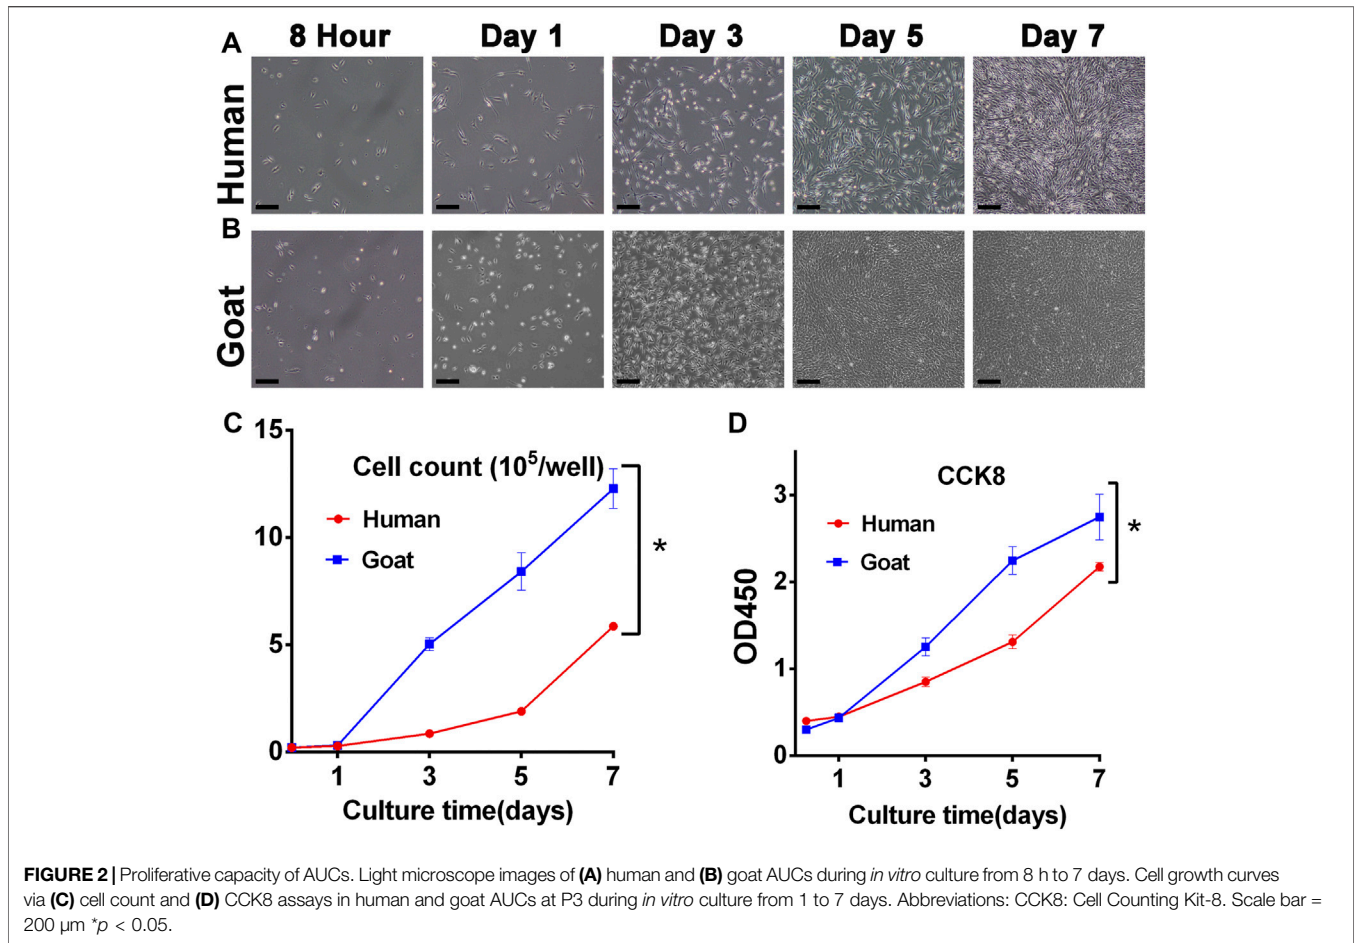 A
8 Hour Day 1 Day 3 Day 5 Day 7
Human
B
Goat
C
Cell count (10⁵/well)
Human
Goat
*
15
10
5
0
1 3 5 7
Culture time(days)
D
CCK8
Human
Goat
*
OD450
3
2
1
0
1 3 5 7
Culture time(days)
FIGURE 2 | Proliferative capacity of AUCs. Light microscope images of (A) human and (B) goat AUCs during in vitro culture from 8 h to 7 days. Cell growth curves
via (C) cell count and (D) CCK8 assays in human and goat AUCs at P3 during in vitro culture from 1 to 7 days. Abbreviations: CCK8: Cell Counting Kit-8. Scale bar =
200 µm *p < 0.05.